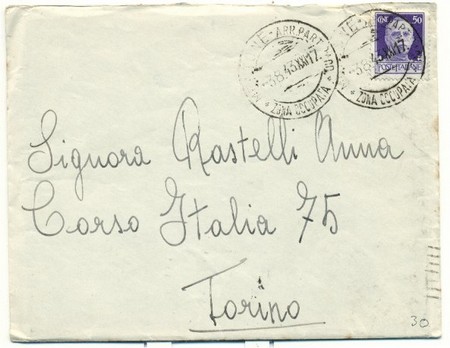 50
POSTE ITALIANE
ZONA OCCUPATA
ZONA OCCUPATA
Signora Rastelli Anna
Corso Italia 75
Torino
30